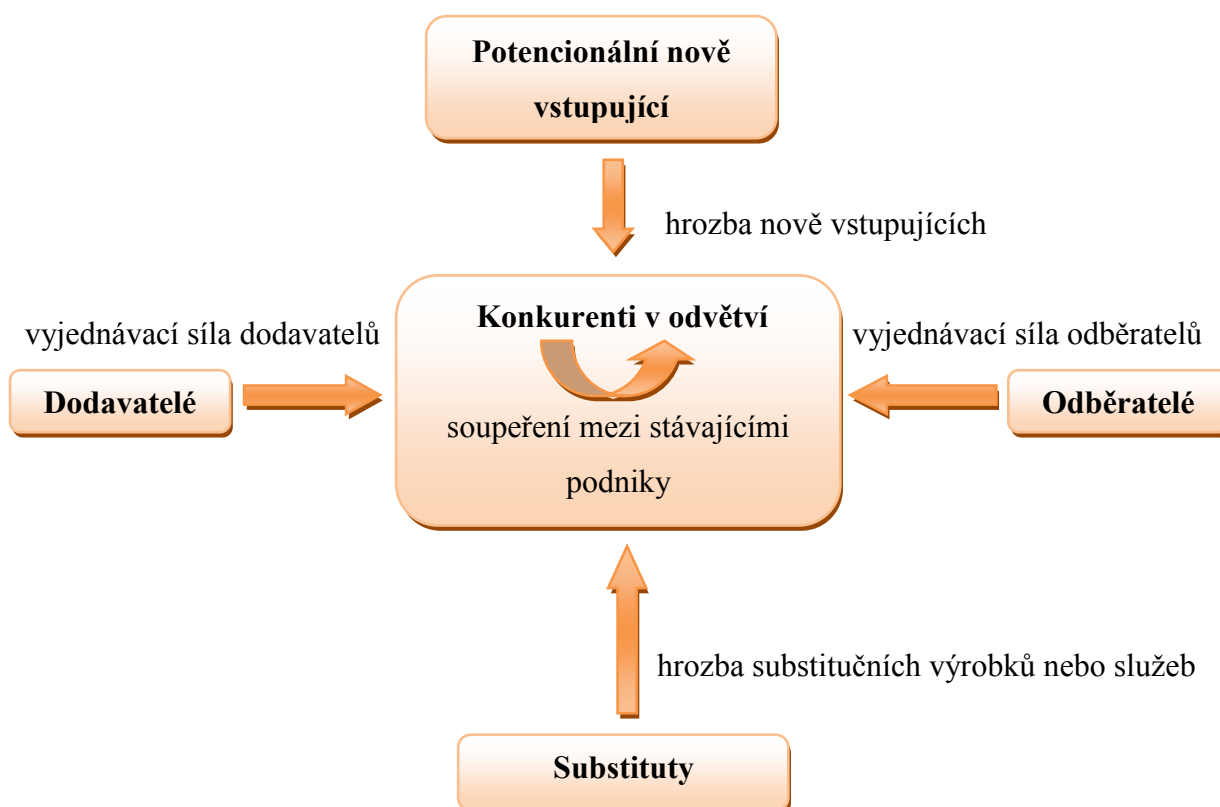 Potencionální nově
vstupující
hrozba nově vstupujících
Konkurenti v odvětví
vyjednávací síla dodavatelů
vyjednávací síla odběratelů
Dodavatelé
Odběratelé
soupeření mezi stávajícími
podniky
hrozba substitučních výrobků nebo služeb
Substituty